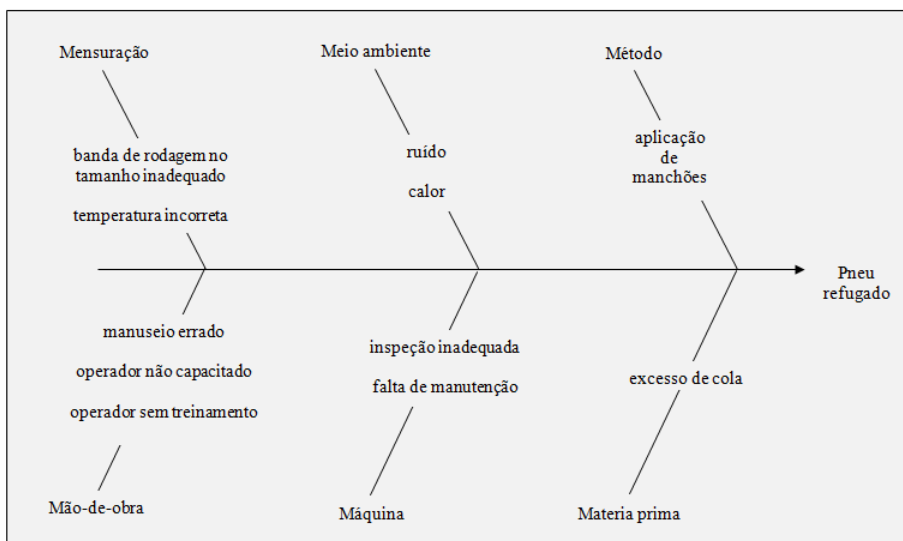 Mensuração
Meio ambiente
Método
banda de rodagem no
tamanho inadequado
temperatura incorreta
ruído
calor
aplicação
de
manchões
Pneu
refugado
manuseio errado
operador não capacitado
operador sem treinamento
inspeção inadequada
falta de manutenção
excesso de cola
Mão-de-obra
Máquina
Materia prima